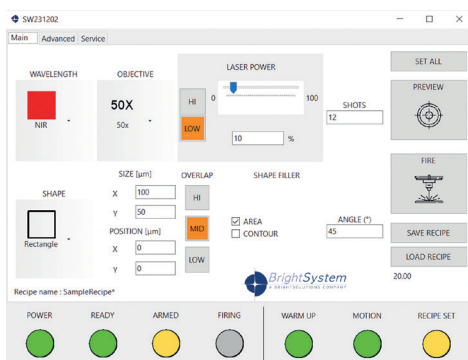 SW231202
Main Advanced Service
WAVELENGTH
OBJECTIVE
LASER POWER
SET ALL
PREVIEW
NIR
50X
50x
HI
LOW
0
100
10
%
SHOTS
12
FIRE
SHAPE
Rectangle
SIZE [µm]
X 100
Y 50
POSITION [µm]
X 0
Y 0
OVERLAP
HI
MID
LOW
SHAPE FILLER
AREA
CONTOUR
ANGLE (°)
45
SAVE RECIPE
LOAD RECIPE
20.00
BrightSystem
A BRIGHTSOLUTIONS COMPANY
Recipe name : SampleRecipe*
POWER READY ARMED FIRING WARM UP MOTION RECIPE SET